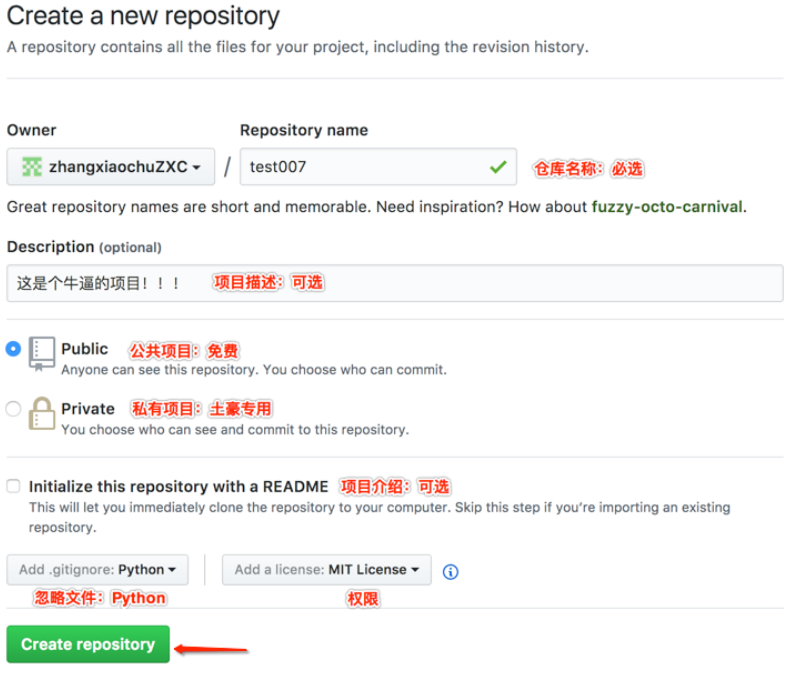 Create a new repository
A repository contains all the files for your project, including the revision history.
Owner Repository name
zhangxiaochuZXC / test007 仓库名称：必选
Great repository names are short and memorable. Need inspiration? How about fuzzy-octo-carnival.
Description (optional)
这是个牛逼的项目！！！ 项目描述：可选
Public 公共项目：免费
Anyone can see this repository. You choose who can commit.
Private 私有项目：土豪专用
You choose who can see and commit to this repository.
Initialize this repository with a README 项目介绍：可选
This will let you immediately clone the repository to your computer. Skip this step if you’re importing an existing
repository.
Add .gitignore: Python Add a license: MIT License
忽略文件：Python 权限
Create repository